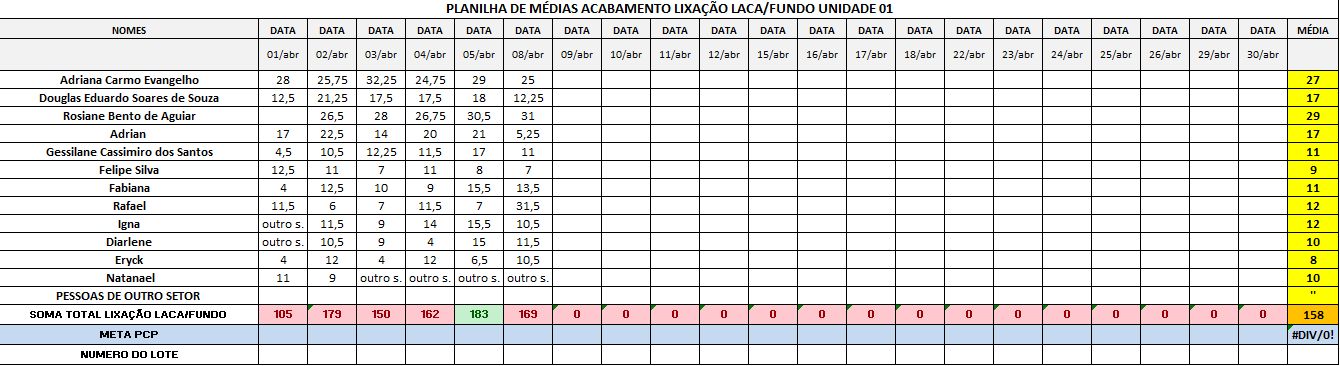 PLANILHA DE MÉDIAS ACABAMENTO LIXAÇÃO LACA/FUNDO UNIDADE 01
NOMES DATA DATA DATA DATA DATA DATA DATA DATA DATA DATA DATA DATA DATA DATA DATA DATA DATA DATA DATA DATA DATA MÉDIA
01/abr 02/abr 03/abr 04/abr 05/abr 08/abr 09/abr 10/abr 11/abr 12/abr 15/abr 16/abr 17/abr 18/abr 22/abr 23/abr 24/abr 25/abr 26/abr 29/abr 30/abr
Adriana Carmo Evangelho 28 25,75 32,25 24,75 29 25 27
Douglas Eduardo Soares de Souza 12,5 21,25 17,5 17,5 18 12,25 17
Rosiane Bento de Aguiar 26,5 28 26,75 30,5 31 29
Adrian 17 22,5 14 20 21 5,25 17
Gessilane Cassimiro dos Santos 4,5 10,5 12,25 11,5 17 11 11
Felipe Silva 12,5 11 7 11 8 7 9
Fabiana 4 12,5 10 9 15,5 13,5 11
Rafael 11,5 6 7 11,5 7 31,5 12
Igna outro s. 11,5 9 14 15,5 10,5 12
Diarlene outro s. 10,5 9 4 15 11,5 10
Eryck 4 12 4 12 6,5 10,5 8
Natanael 11 9 outro s. outro s. outro s. outro s. 10
PESSOAS DE OUTRO SETOR "
SOMA TOTAL LIXAÇÃO LACA/FUNDO 105 179 150 162 183 169 0 0 0 0 0 0 0 0 0 0 0 0 0 0 0 158
META PCP #DIV/0!
NUMERO DO LOTE